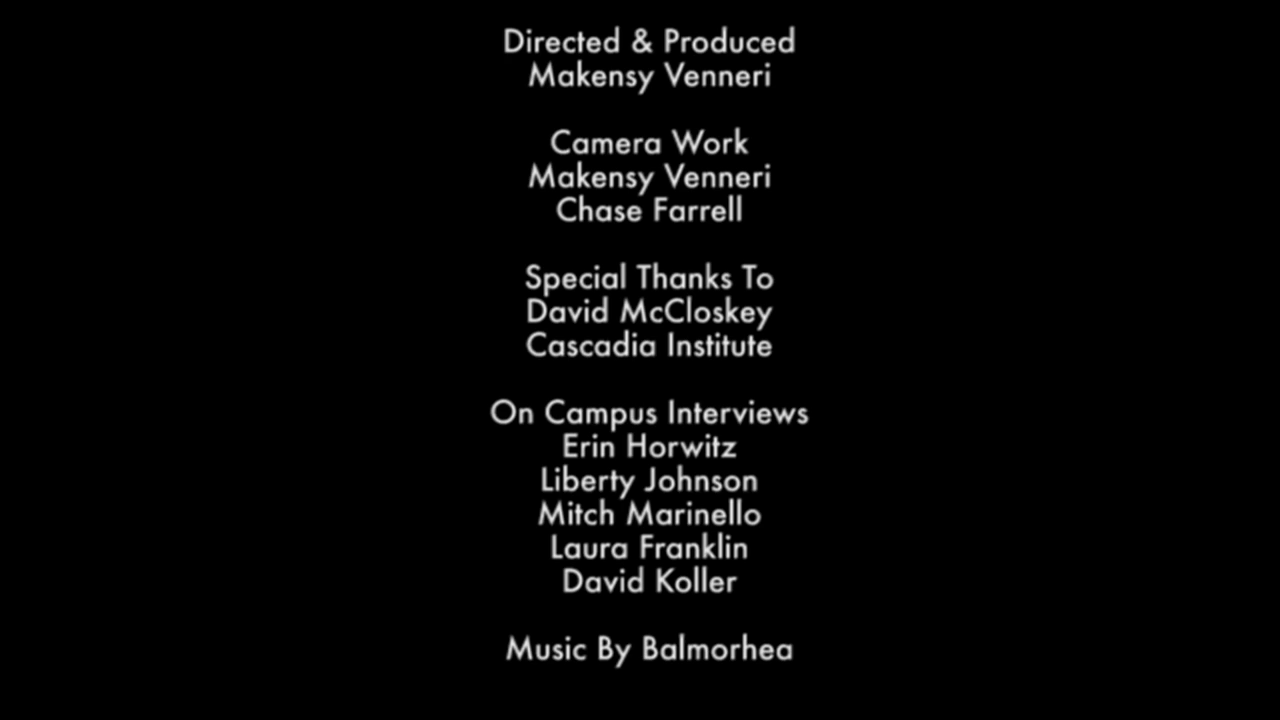 Directed & Produced
Makensy Venneri
Camera Work
Makensy Venneri
Chase Farrell
Special Thanks To
David McCloskey
Cascadia Institute
On Campus Interviews
Erin Horwitz
Liberty Johnson
Mitch Marinello
Laura Franklin
David Koller
Music By Balmorhea